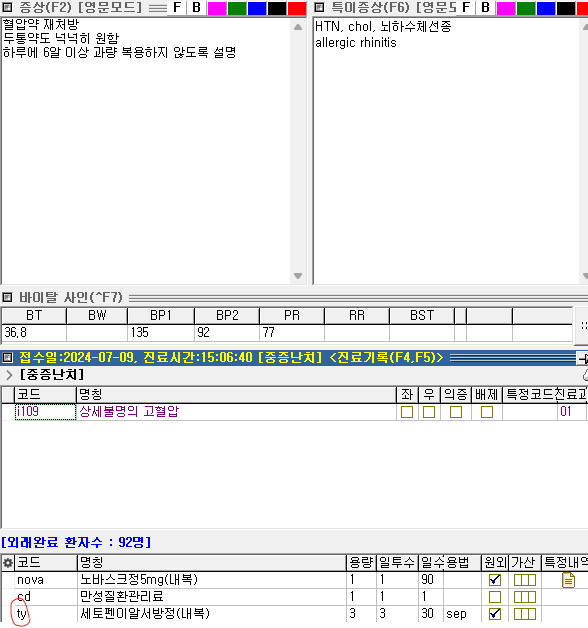 증상(F2) [영문모드] F B
혈압약 재처방
두통약도 넉넉히 원함
하루에 6알 이상 과량 복용하지 않도록 설명
특이증상(F6) [영문 F B
HTN, chol, 뇌하수체선종
allergic rhinitis
바이탈 사인(^F7)
BT BW BP1 BP2 PR RR BST
36,8 135 92 77
접수일:2024-07-09, 진료시간:15:06:40 [중증난치] <진료기록(F4,F5)>
> [중증난치]
코드 명칭 좌 우 의증 배제 특정코드 진료과
i109 상세불명의 고혈압 01
[외래완료 환자수 : 92명]
코드 명칭 용량 일투수 일수 용법 원외 가산 특정내역
nova 노바스크정5mg(내복) 1 1 90
cd 만성질환관리료 1 1 1
ty 세토펜이알서방정(내복) 3 3 30 sep